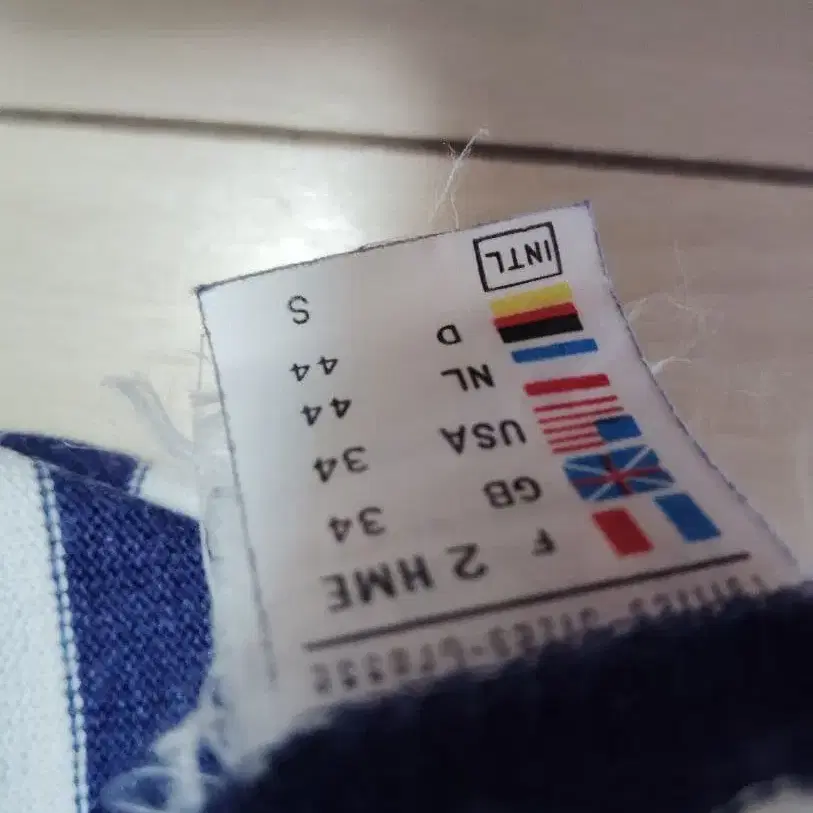 F 2 HME
GB 34
USA 34
NL 44
D 44
INTL S